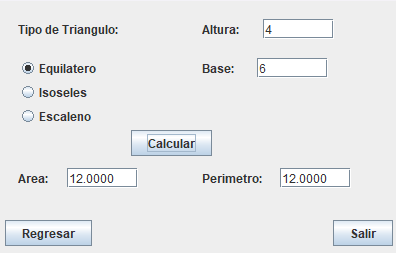 Tipo de Triangulo: Altura: 4
Equilatero Base: 6
Isoseles
Escaleno
Calcular
Area: 12.0000 Perimetro: 12.0000
Regresar Salir